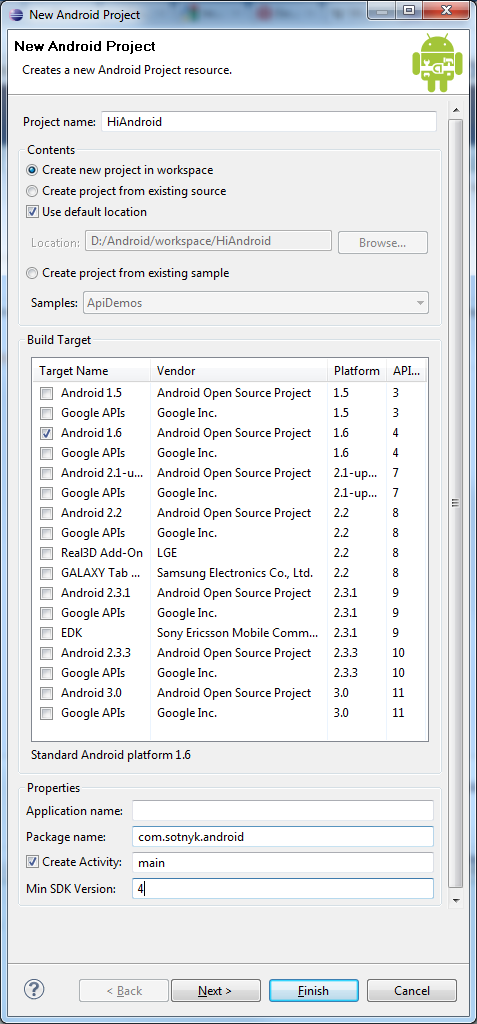 New Android Project
New Android Project
Creates a new Android Project resource.
Project name: HiAndroid
Contents
Create new project in workspace
Create project from existing source
Use default location
Location: D:/Android/workspace/HiAndroid Browse...
Create project from existing sample
Samples: ApiDemos
Build Target
Target Name Vendor Platform API...
Android 1.5 Android Open Source Project 1.5 3
Google APIs Google Inc. 1.5 3
Android 1.6 Android Open Source Project 1.6 4
Google APIs Google Inc. 1.6 4
Android 2.1-u... Android Open Source Project 2.1-up... 7
Google APIs Google Inc. 2.1-up... 7
Android 2.2 Android Open Source Project 2.2 8
Google APIs Google Inc. 2.2 8
Real3D Add-On LGE 2.2 8
GALAXY Tab ... Samsung Electronics Co., Ltd. 2.2 8
Android 2.3.1 Android Open Source Project 2.3.1 9
Google APIs Google Inc. 2.3.1 9
EDK Sony Ericsson Mobile Comm... 2.3.1 9
Android 2.3.3 Android Open Source Project 2.3.3 10
Google APIs Google Inc. 2.3.3 10
Android 3.0 Android Open Source Project 3.0 11
Google APIs Google Inc. 3.0 11
Standard Android platform 1.6
Properties
Application name:
Package name: com.sotnyk.android
Create Activity: main
Min SDK Version: 4
? < Back Next > Finish Cancel